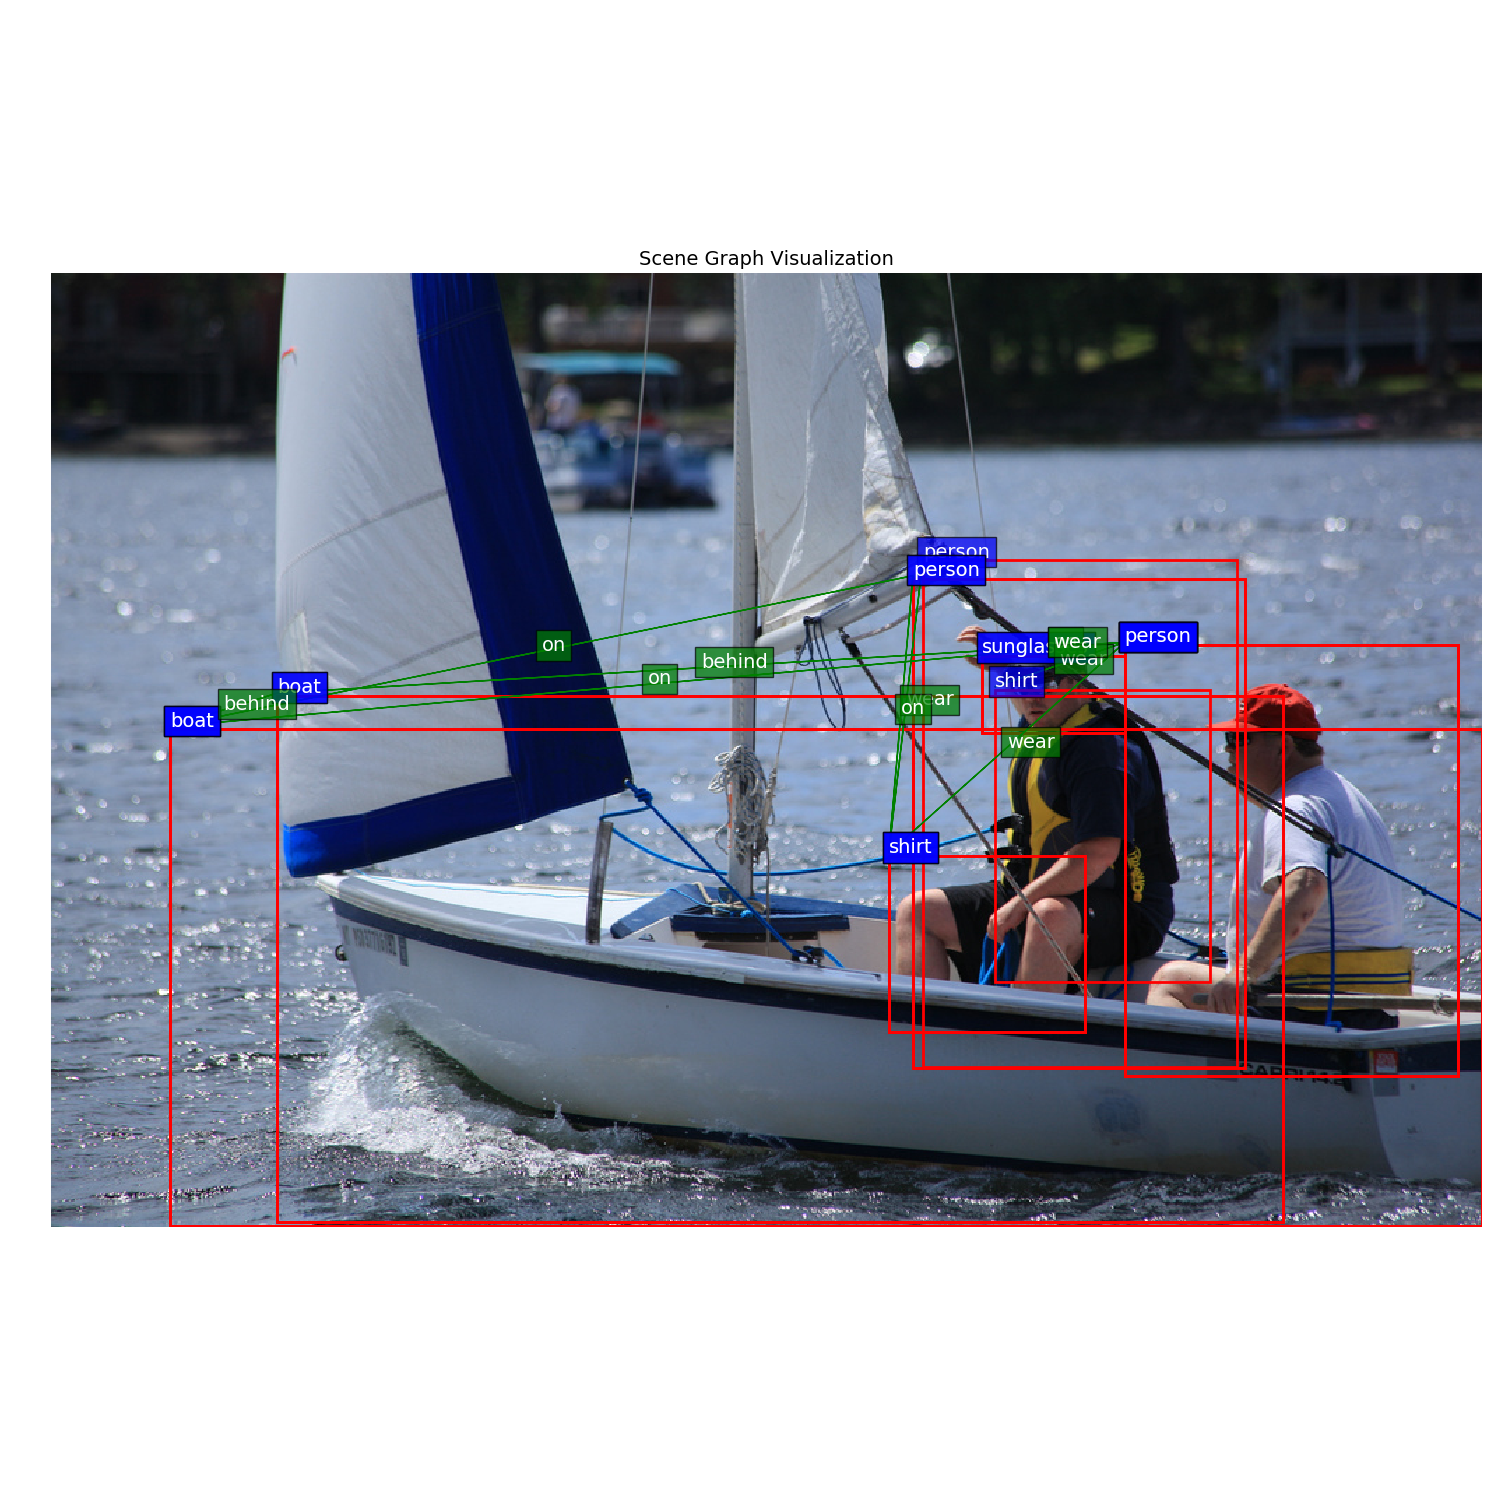 Scene Graph Visualization
person
person
wear
person
on
sunglas
wear
behind
on
shirt
boat
behind
wear
on
boat
wear
shirt